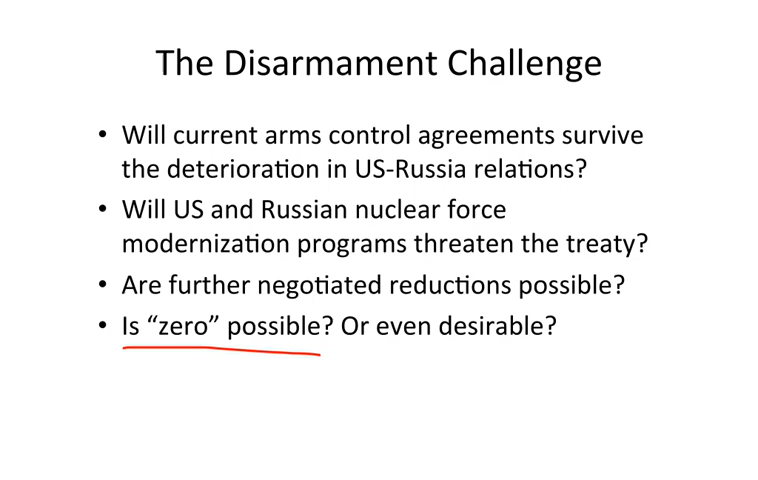 The Disarmament Challenge
• Will current arms control agreements survive
the deterioration in US-Russia relations?
• Will US and Russian nuclear force
modernization programs threaten the treaty?
• Are further negotiated reductions possible?
• Is “zero” possible? Or even desirable?